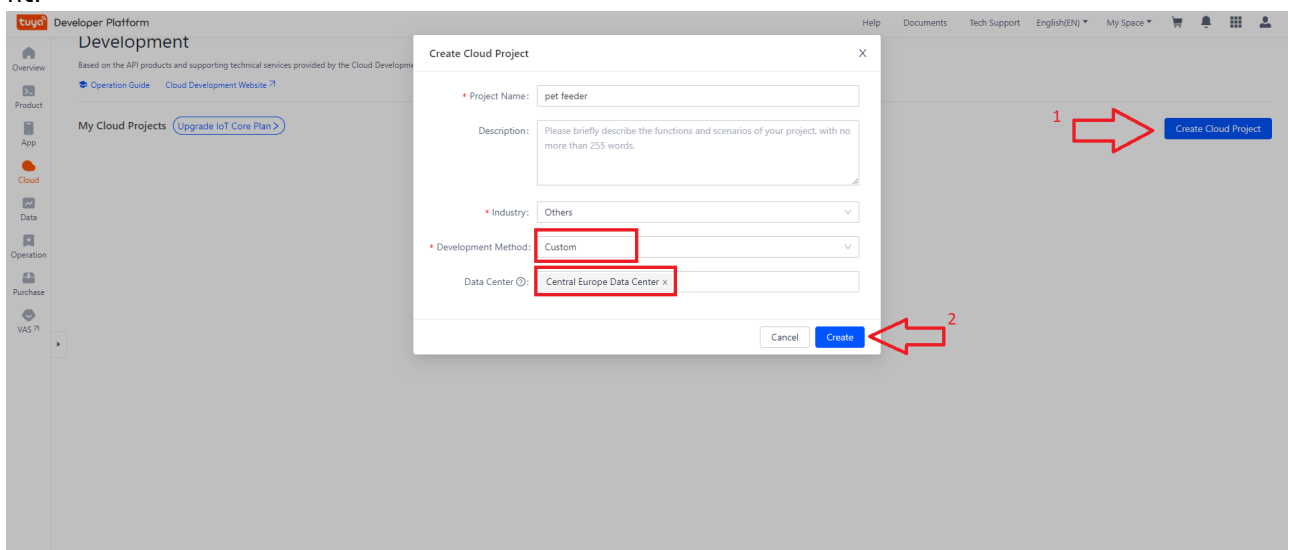 tuya Developer Platform Help Documents Tech Support English(EN) My Space
Overview
Product
App
Cloud
Data
Operation
Purchase
VAS
Development
Based on the API products and supporting technical services provided by the Cloud Developme
Operation Guide Cloud Development Website
My Cloud Projects Upgrade IoT Core Plan >
1
Create Cloud Project
Create Cloud Project X
* Project Name: pet feeder
Description: Please briefly describe the functions and scenarios of your project, with no
more than 255 words.
* Industry: Others
* Development Method: Custom
Data Center ?: Central Europe Data Center ×
Cancel Create
2